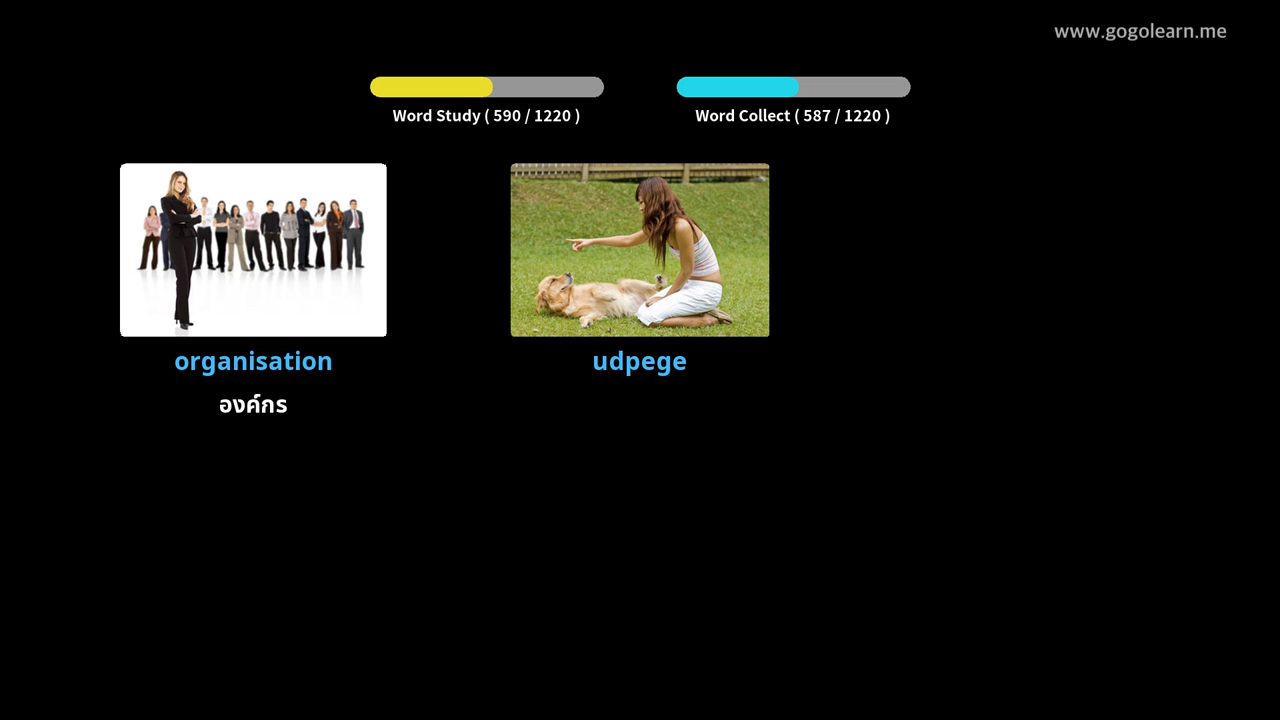 www.gogolearn.me
Word Study ( 590 / 1220 )
Word Collect ( 587 / 1220 )
organisation
udpege
องค์กร